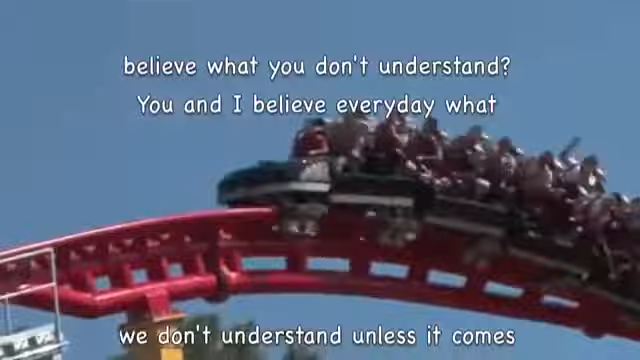 believe what you don't understand?
You and I believe everyday what
we don't understand unless it comes